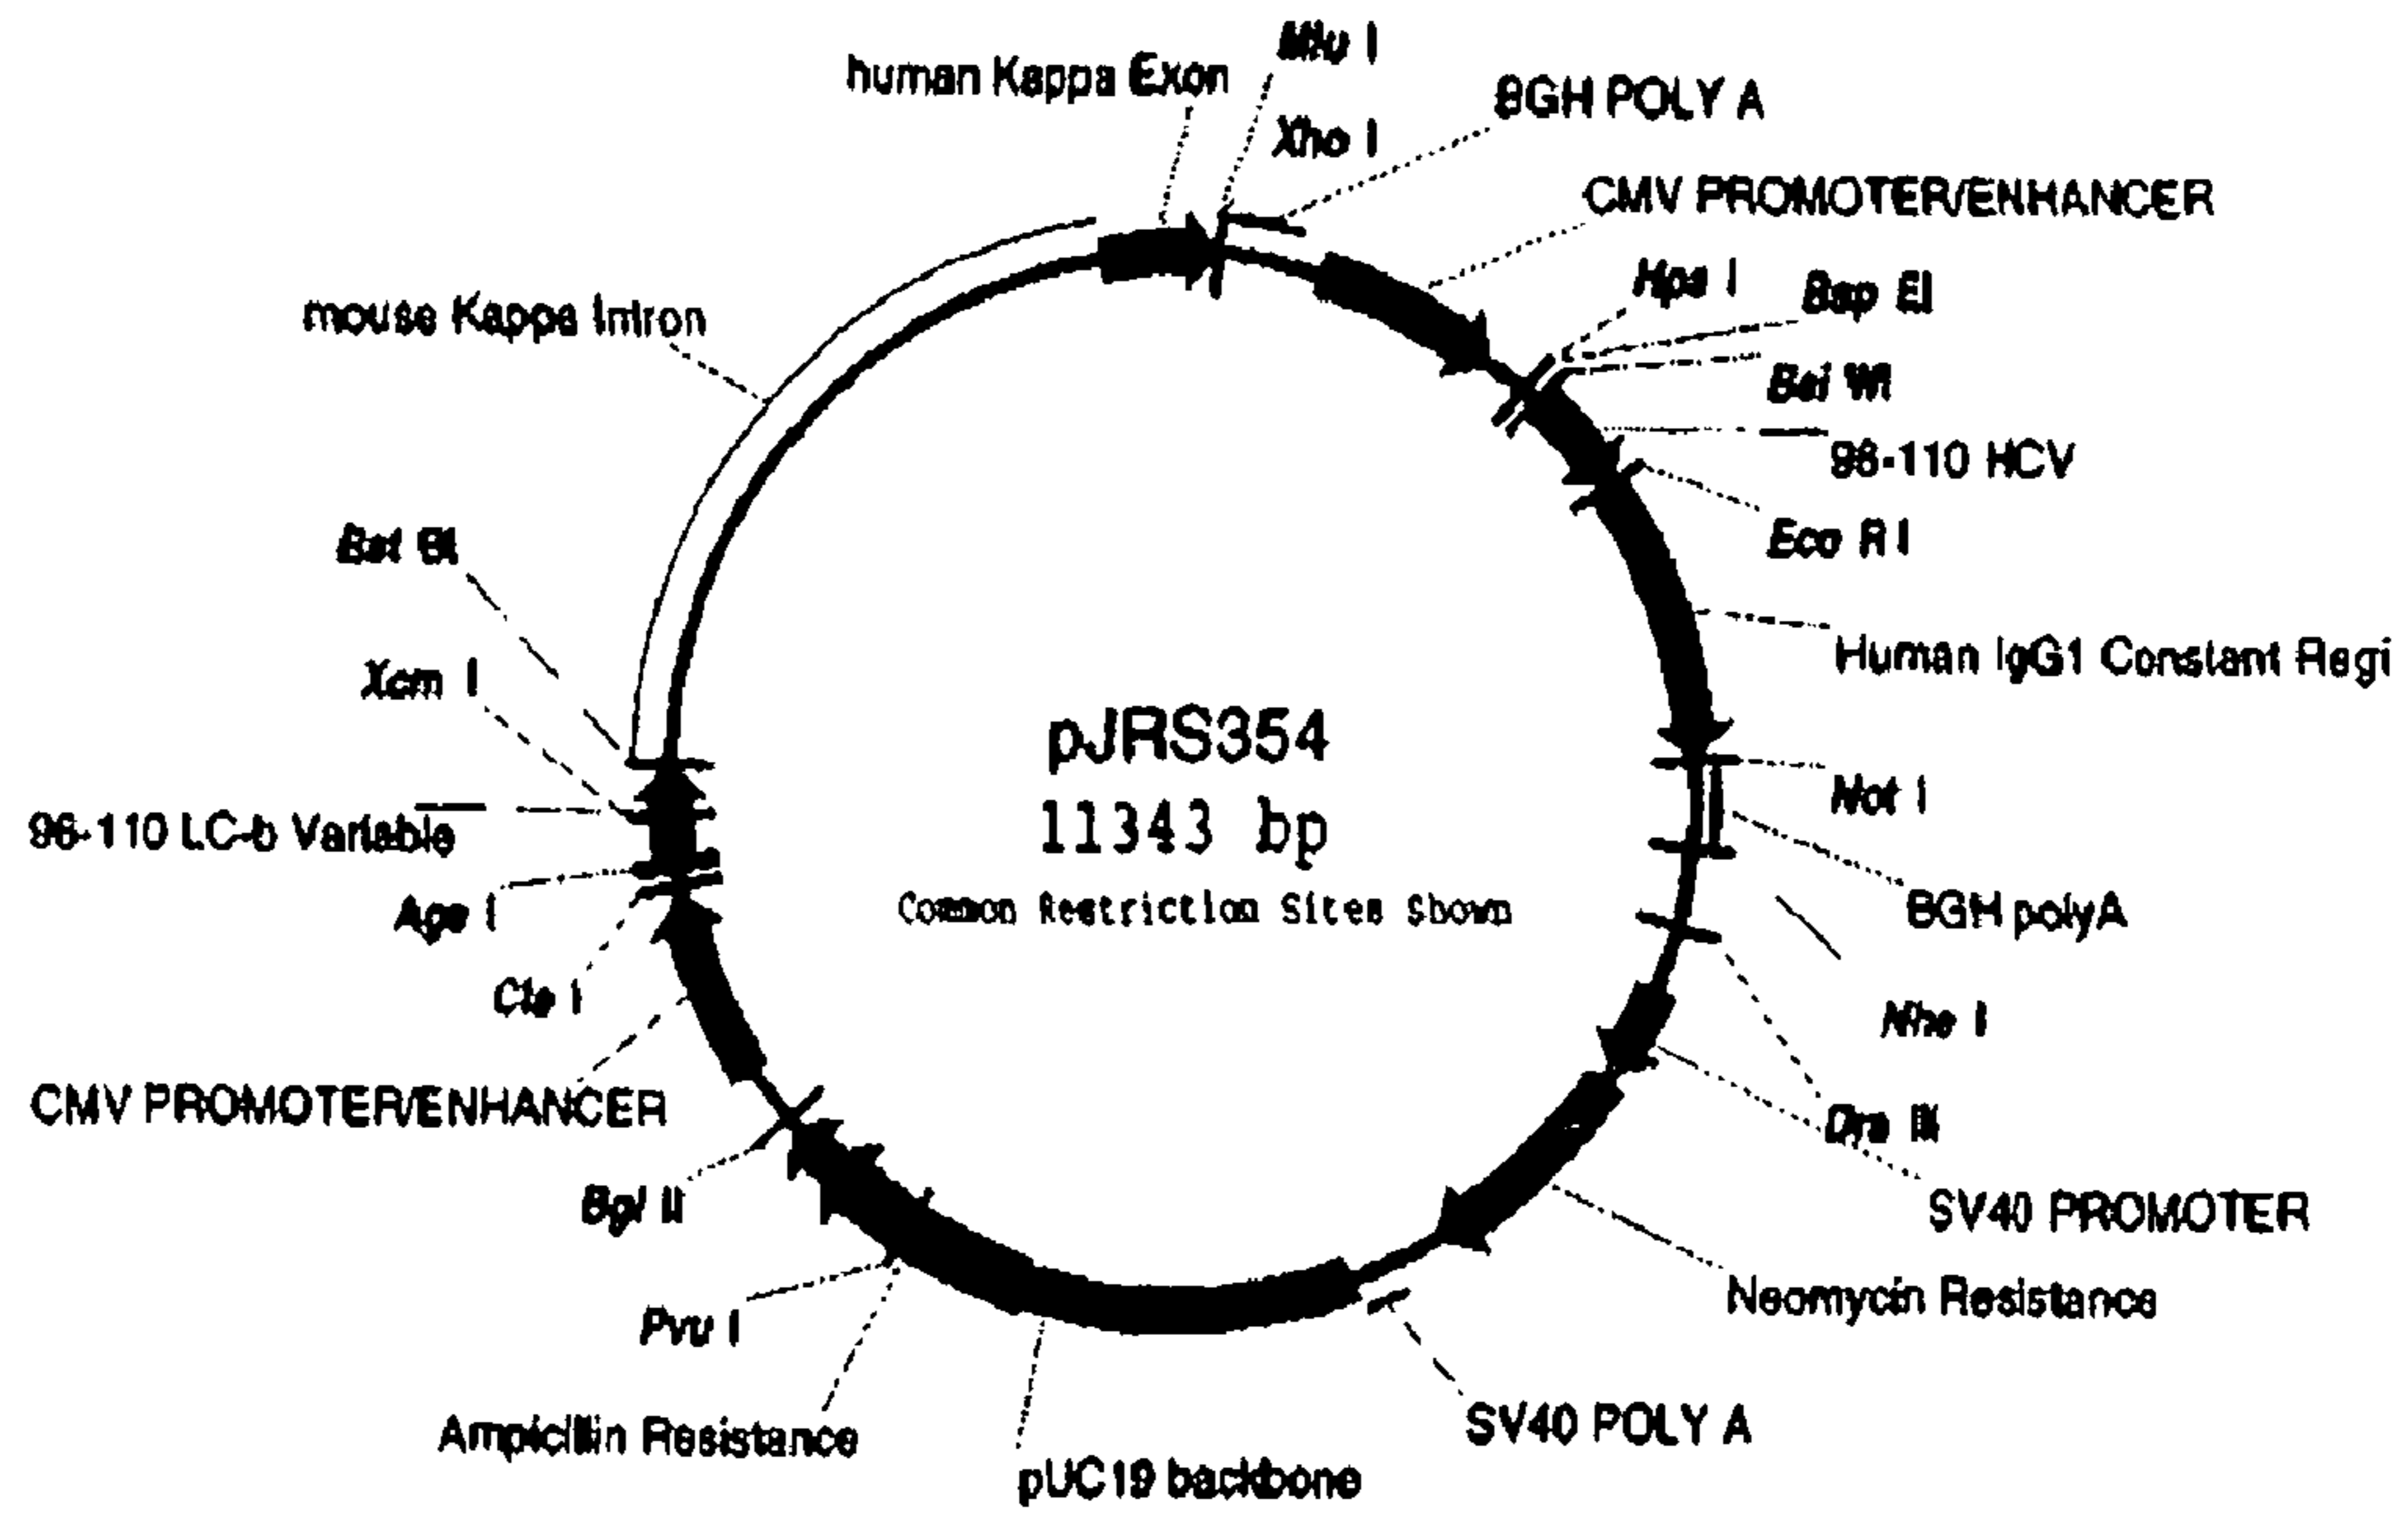 human Kappa Exon
Mlu I
Xho I
BGH POLY A
CMV PROMOTER/ENHANCER
Hpa I
Bsp EI
Bsi WI
96-110 HCV
Eco R I
Human IgG1 Constant Regi
Not I
BGH polyA
Nhe I
Dra III
SV40 PROMOTER
Neomycin Resistance
SV40 POLY A
pUC19 backbone
Ampicillin Resistance
Pvu I
Bgl II
CMV PROMOTER/ENHANCER
Cla I
Age I
96-110 LC-b Variable
Xcm I
mouse Kappa Intron
pJRS354
11343 bp
Common Restriction Sites Shown